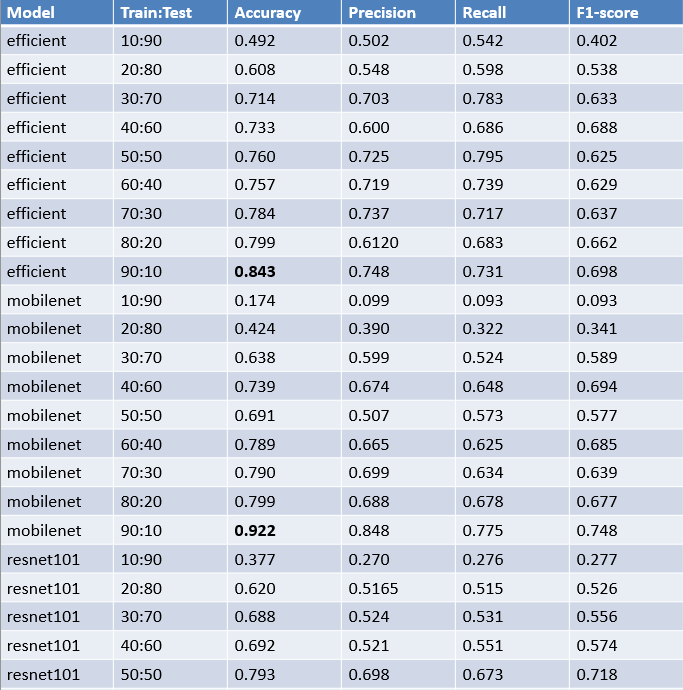 Model Train:Test Accuracy Precision Recall F1-score
efficient 10:90 0.492 0.502 0.542 0.402
efficient 20:80 0.608 0.548 0.598 0.538
efficient 30:70 0.714 0.703 0.783 0.633
efficient 40:60 0.733 0.600 0.686 0.688
efficient 50:50 0.760 0.725 0.795 0.625
efficient 60:40 0.757 0.719 0.739 0.629
efficient 70:30 0.784 0.737 0.717 0.637
efficient 80:20 0.799 0.6120 0.683 0.662
efficient 90:10 0.843 0.748 0.731 0.698
mobilenet 10:90 0.174 0.099 0.093 0.093
mobilenet 20:80 0.424 0.390 0.322 0.341
mobilenet 30:70 0.638 0.599 0.524 0.589
mobilenet 40:60 0.739 0.674 0.648 0.694
mobilenet 50:50 0.691 0.507 0.573 0.577
mobilenet 60:40 0.789 0.665 0.625 0.685
mobilenet 70:30 0.790 0.699 0.634 0.639
mobilenet 80:20 0.799 0.688 0.678 0.677
mobilenet 90:10 0.922 0.848 0.775 0.748
resnet101 10:90 0.377 0.270 0.276 0.277
resnet101 20:80 0.620 0.5165 0.515 0.526
resnet101 30:70 0.688 0.524 0.531 0.556
resnet101 40:60 0.692 0.521 0.551 0.574
resnet101 50:50 0.793 0.698 0.673 0.718